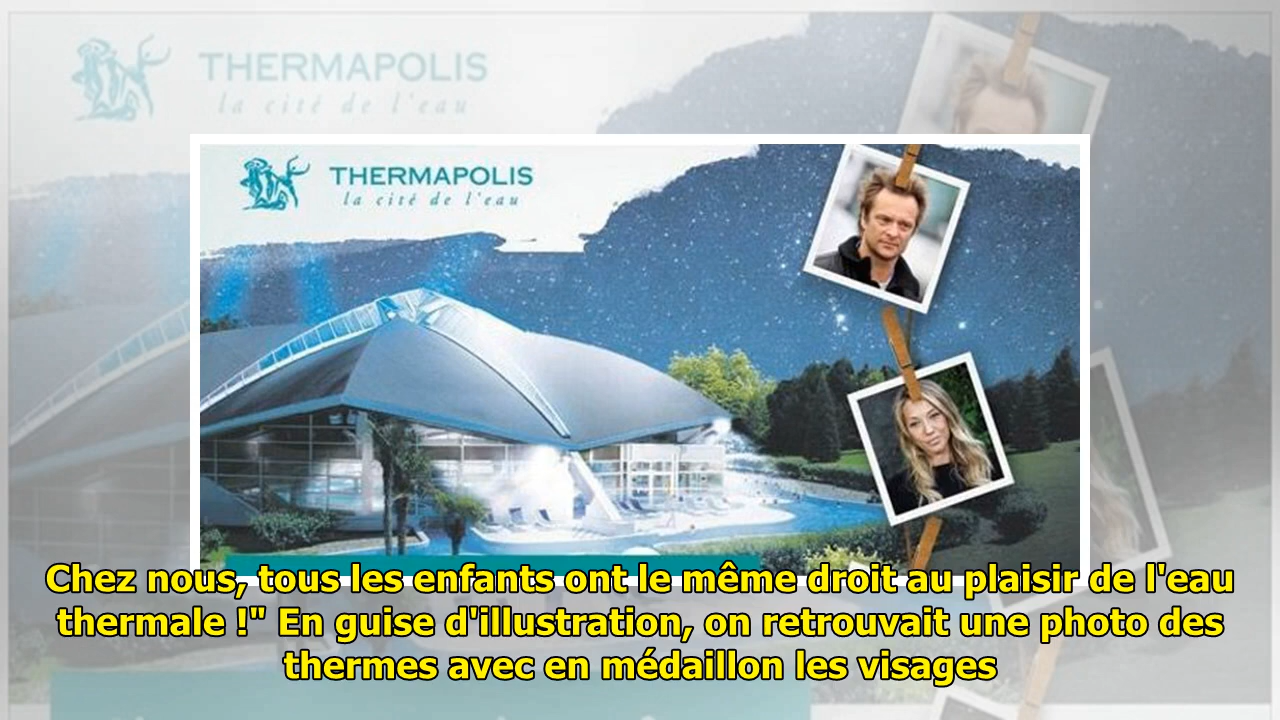 THERMAPOLIS
la cité de l'eau
THERMAPOLIS
la cité de l'eau
Chez nous, tous les enfants ont le même droit au plaisir de l'eau
thermale !" En guise d'illustration, on retrouvait une photo des
thermes avec en médaillon les visages